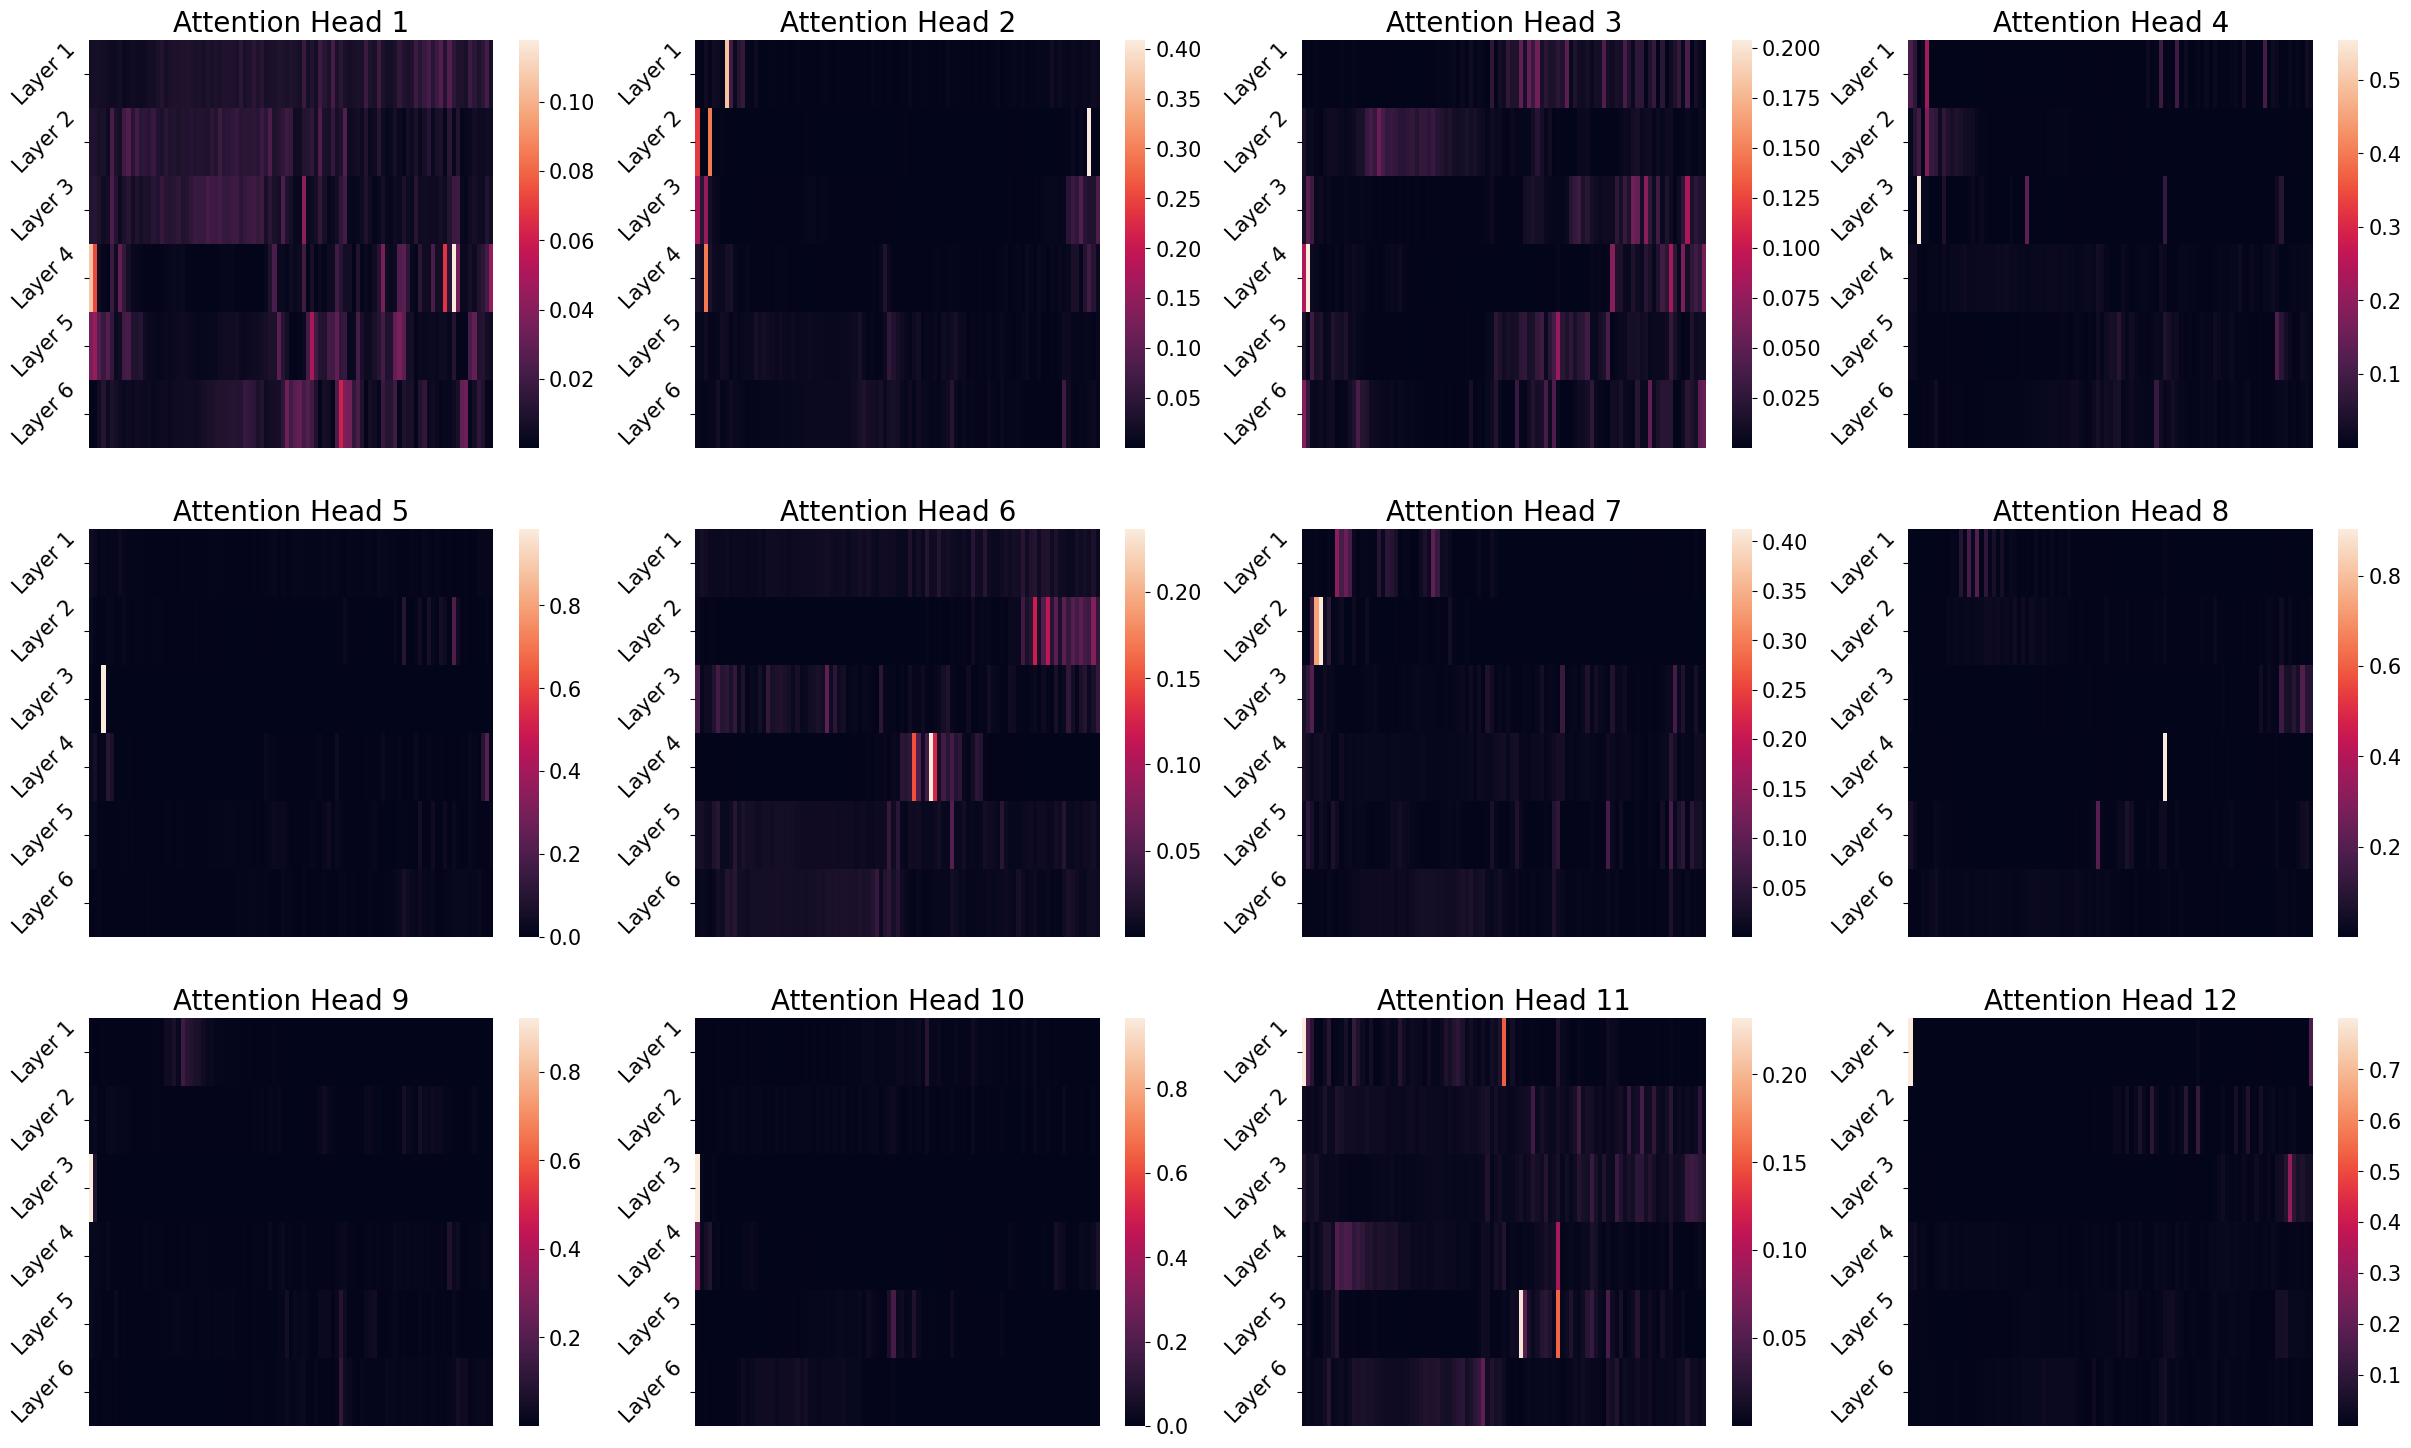 Attention Head 1
Layer 1
Layer 2
Layer 3
Layer 4
Layer 5
Layer 6
0.10
0.08
0.06
0.04
0.02
Attention Head 2
Layer 1
Layer 2
Layer 3
Layer 4
Layer 5
Layer 6
0.40
0.35
0.30
0.25
0.20
0.15
0.10
0.05
Attention Head 3
Layer 1
Layer 2
Layer 3
Layer 4
Layer 5
Layer 6
0.200
0.175
0.150
0.125
0.100
0.075
0.050
0.025
Attention Head 4
Layer 1
Layer 2
Layer 3
Layer 4
Layer 5
Layer 6
0.5
0.4
0.3
0.2
0.1
Attention Head 5
Layer 1
Layer 2
Layer 3
Layer 4
Layer 5
Layer 6
0.8
0.6
0.4
0.2
0.0
Attention Head 6
Layer 1
Layer 2
Layer 3
Layer 4
Layer 5
Layer 6
0.20
0.15
0.10
0.05
Attention Head 7
Layer 1
Layer 2
Layer 3
Layer 4
Layer 5
Layer 6
0.40
0.35
0.30
0.25
0.20
0.15
0.10
0.05
Attention Head 8
Layer 1
Layer 2
Layer 3
Layer 4
Layer 5
Layer 6
0.8
0.6
0.4
0.2
Attention Head 9
Layer 1
Layer 2
Layer 3
Layer 4
Layer 5
Layer 6
0.8
0.6
0.4
0.2
Attention Head 10
Layer 1
Layer 2
Layer 3
Layer 4
Layer 5
Layer 6
0.8
0.6
0.4
0.2
0.0
Attention Head 11
Layer 1
Layer 2
Layer 3
Layer 4
Layer 5
Layer 6
0.20
0.15
0.10
0.05
Attention Head 12
Layer 1
Layer 2
Layer 3
Layer 4
Layer 5
Layer 6
0.7
0.6
0.5
0.4
0.3
0.2
0.1